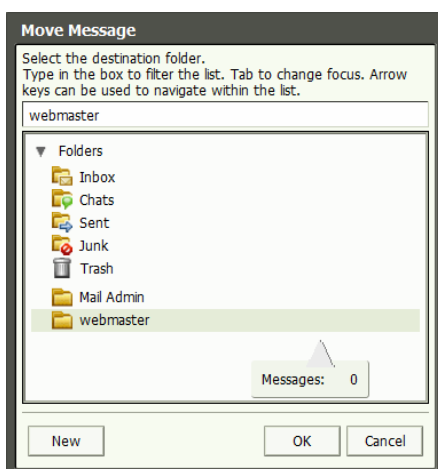 Move Message
Select the destination folder.
Type in the box to filter the list. Tab to change focus. Arrow
keys can be used to navigate within the list.
webmaster
Folders
Inbox
Chats
Sent
Junk
Trash
Mail Admin
webmaster
Messages: 0
New OK Cancel